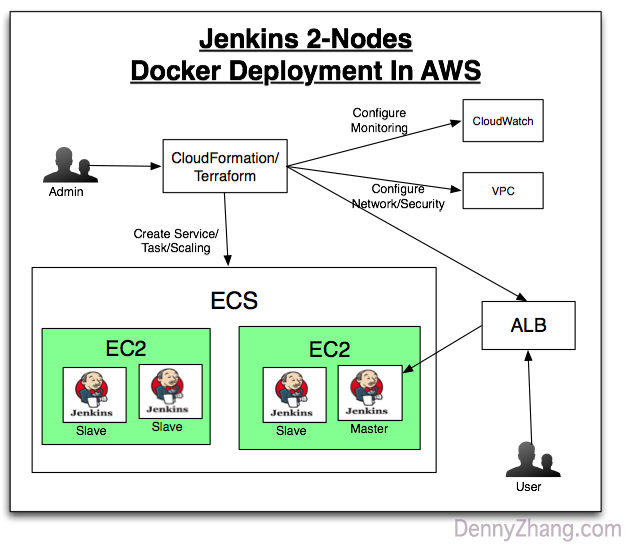 Jenkins 2-Nodes
Docker Deployment In AWS
Configure
Monitoring
CloudWatch
CloudFormation/
Terraform
Admin
Configure
Network/Security
VPC
Create Service/
Task/Scaling
ECS
ALB
EC2
EC2
Jenkins
Jenkins
Jenkins
Jenkins
Slave
Slave
Slave
Master
User
DennyZhang.com